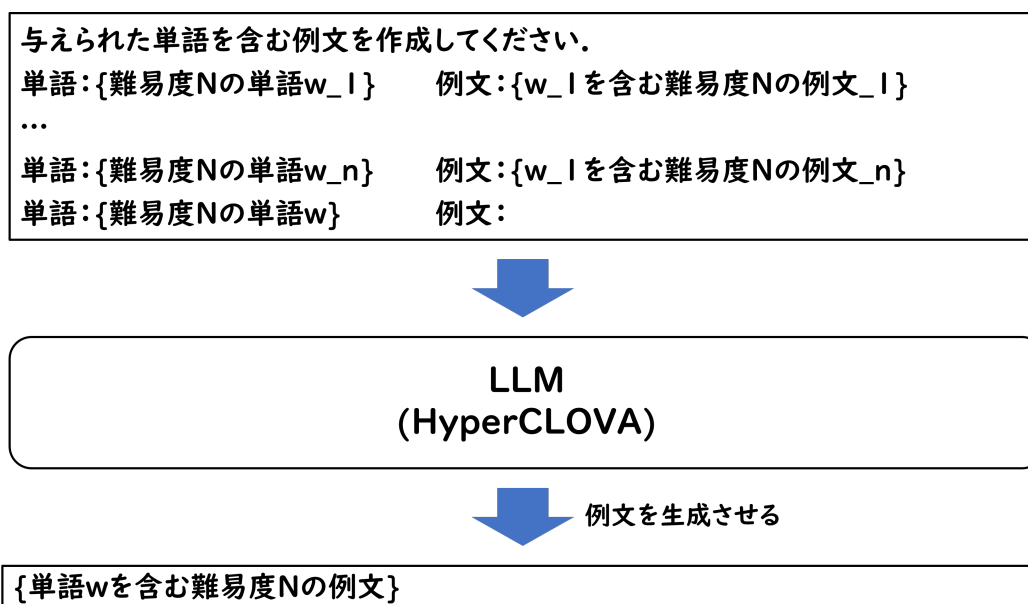 与えられた単語を含む例文を作成してください.
単語:{難易度Nの単語w_1} 例文:{w_1を含む難易度Nの例文_1}
...
単語:{難易度Nの単語w_n} 例文:{w_1を含む難易度Nの例文_n}
単語:{難易度Nの単語w} 例文:
LLM
(HyperCLOVA)
例文を生成させる
{単語wを含む難易度Nの例文}